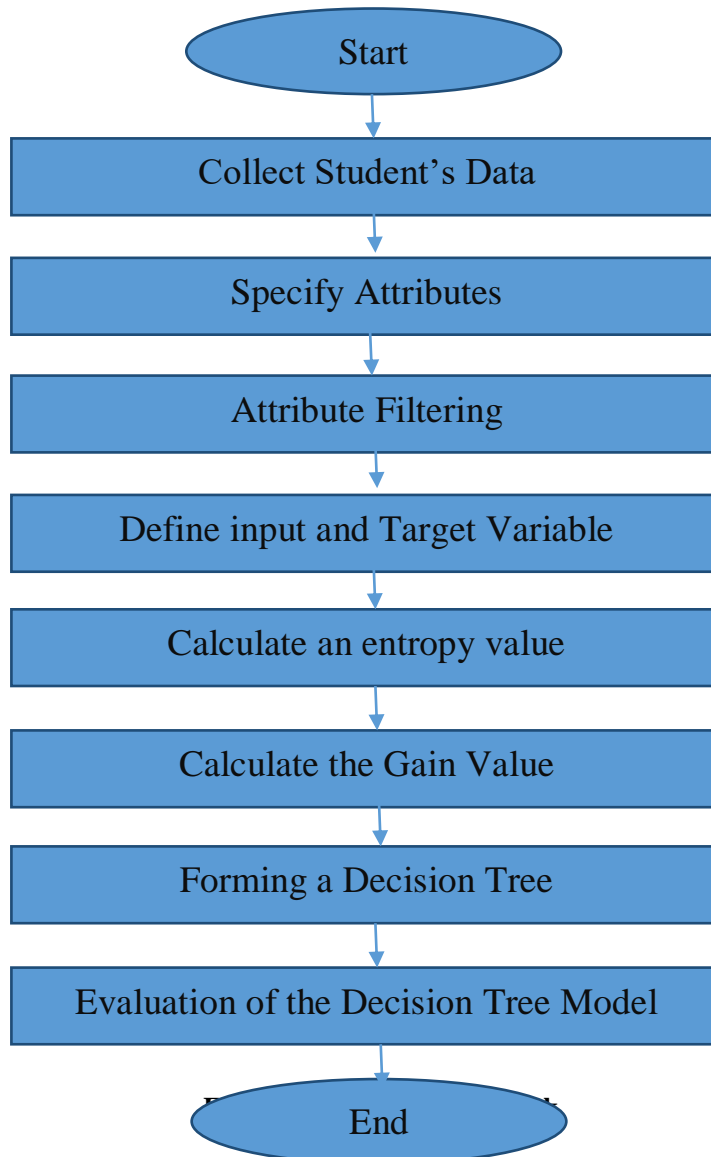 Start
Collect Student’s Data
Specify Attributes
Attribute Filtering
Define input and Target Variable
Calculate an entropy value
Calculate the Gain Value
Forming a Decision Tree
Evaluation of the Decision Tree Model
End